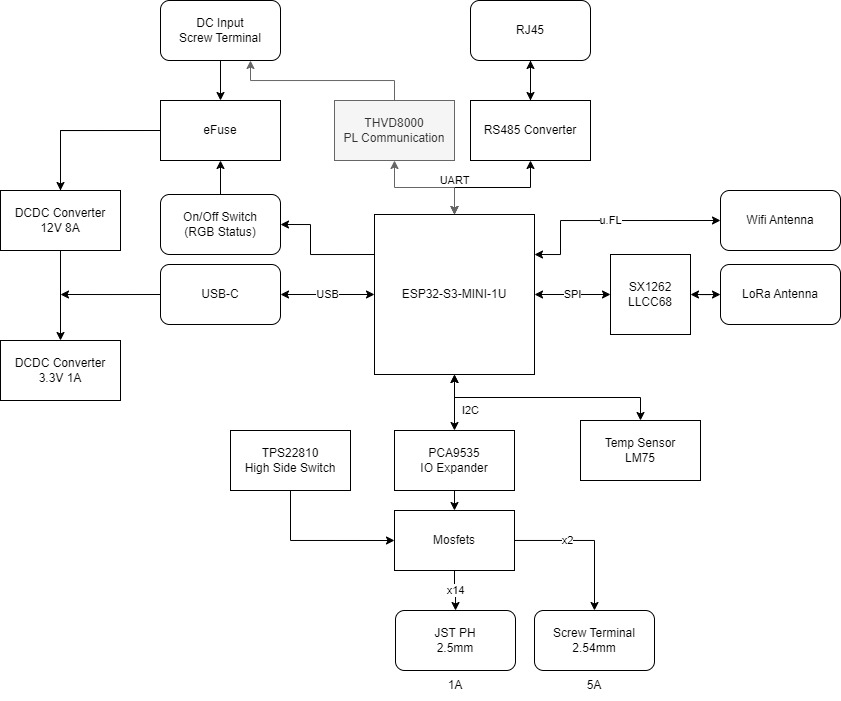 DC Input
Screw Terminal
RJ45
eFuse
THVD8000
PL Communication
RS485 Converter
UART
DCDC Converter
12V 8A
On/Off Switch
(RGB Status)
u.FL
Wifi Antenna
USB-C
USB
ESP32-S3-MINI-1U
SPI
SX1262
LLCC68
LoRa Antenna
DCDC Converter
3.3V 1A
I2C
TPS22810
High Side Switch
PCA9535
IO Expander
Temp Sensor
LM75
Mosfets
x2
x14
JST PH
2.5mm
Screw Terminal
2.54mm
1A
5A